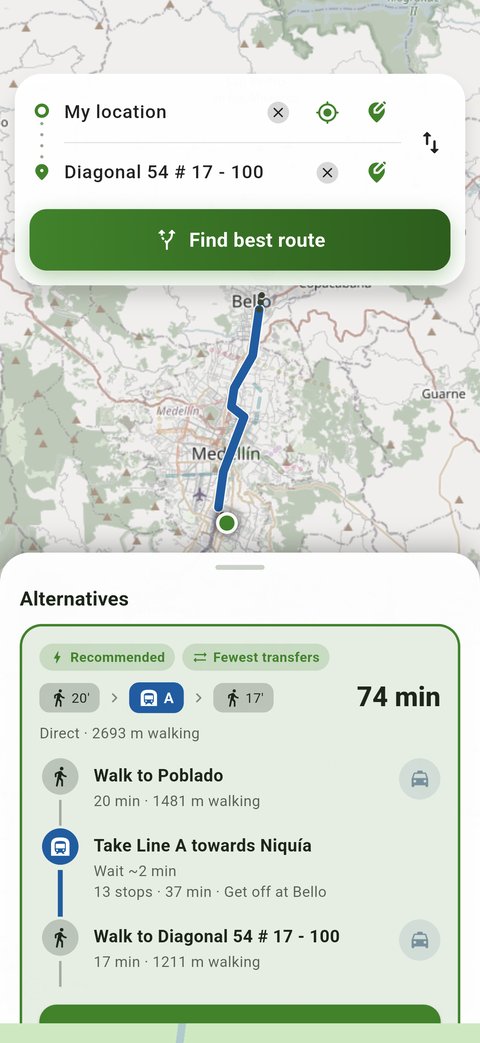 My location
Diagonal 54 # 17 - 100
Find best route
Copacabana
Bello
Guarne
Medellín
Medellín
Alternatives
Recommended
Fewest transfers
20'
A
17'
74 min
Direct · 2693 m walking
Walk to Poblado
20 min · 1481 m walking
Take Line A towards Niquía
Wait ~2 min
13 stops · 37 min · Get off at Bello
Walk to Diagonal 54 # 17 - 100
17 min · 1211 m walking